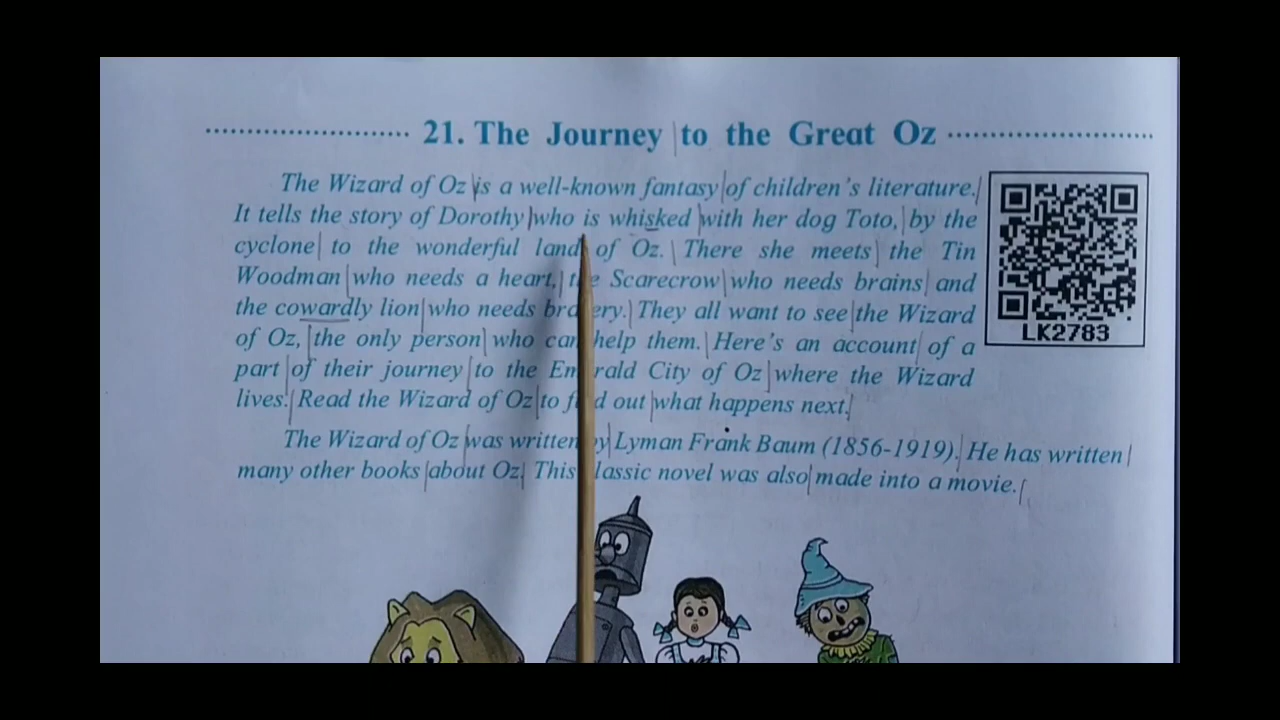 21. The Journey to the Great Oz
The Wizard of Oz is a well-known fantasy of children's literature.
It tells the story of Dorothy who is whisked with her dog Toto, by the
cyclone to the wonderful land of Oz. There she meets the Tin
Woodman who needs a heart, the Scarecrow who needs brains and
the cowardly lion who needs bravery. They all want to see the Wizard
of Oz, the only person who can help them. Here's an account of a
part of their journey to the Emerald City of Oz where the Wizard
lives. Read the Wizard of Oz to find out what happens next.
The Wizard of Oz was written by Lyman Frank Baum (1856-1919). He has written
many other books about Oz. This classic novel was also made into a movie.
LK2783